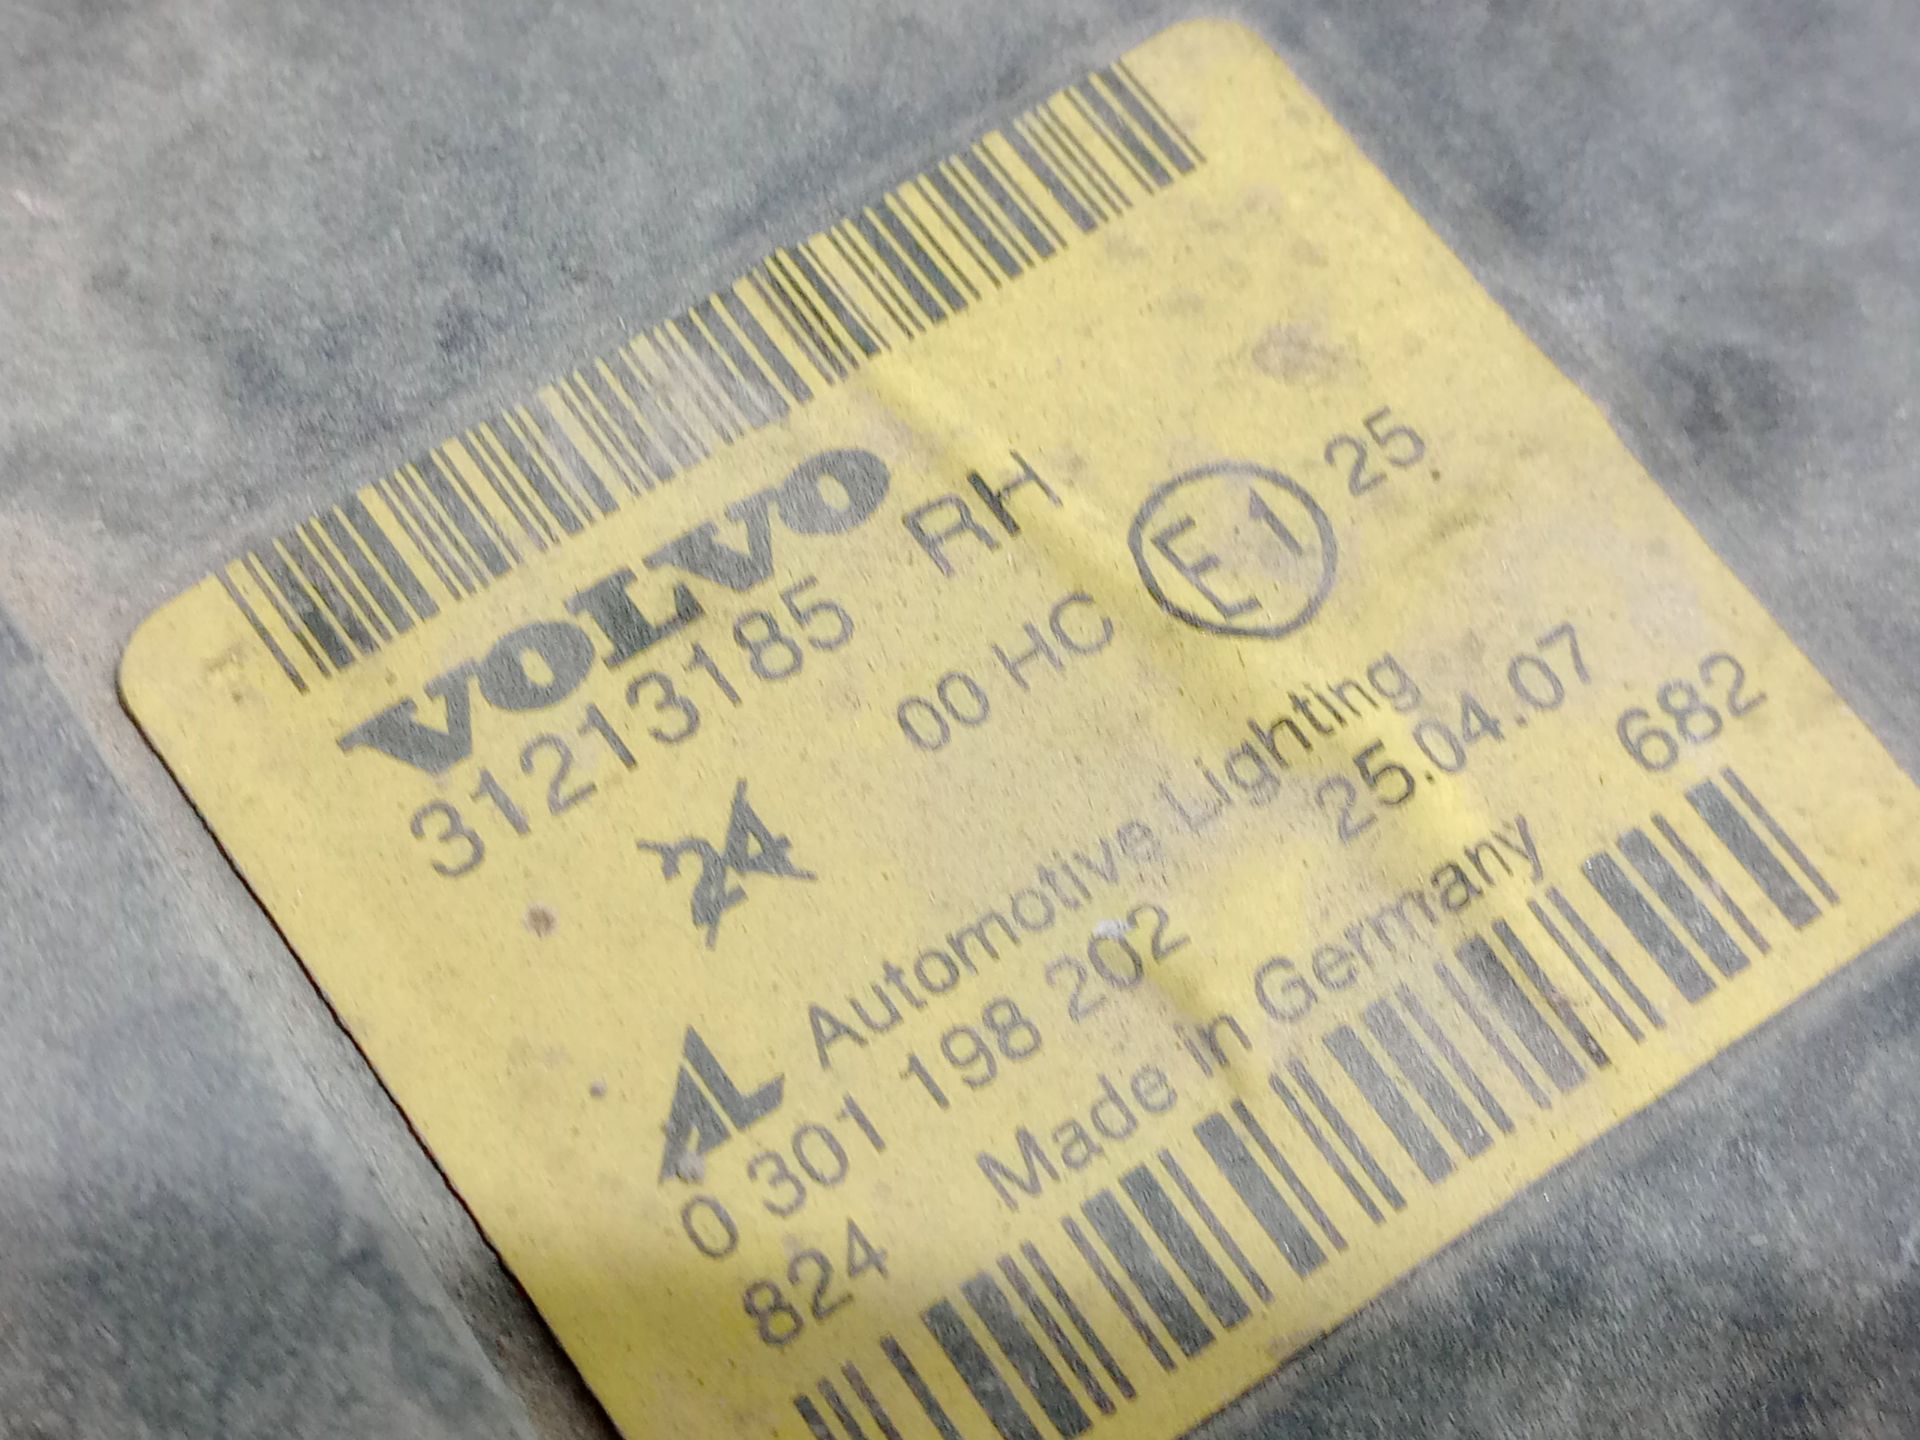 VOLVO
31213185 RH
24 00 HC E1 25
AL Automotive Lighting
0 301 198 202 25.04.07
824 Made in Germany 682